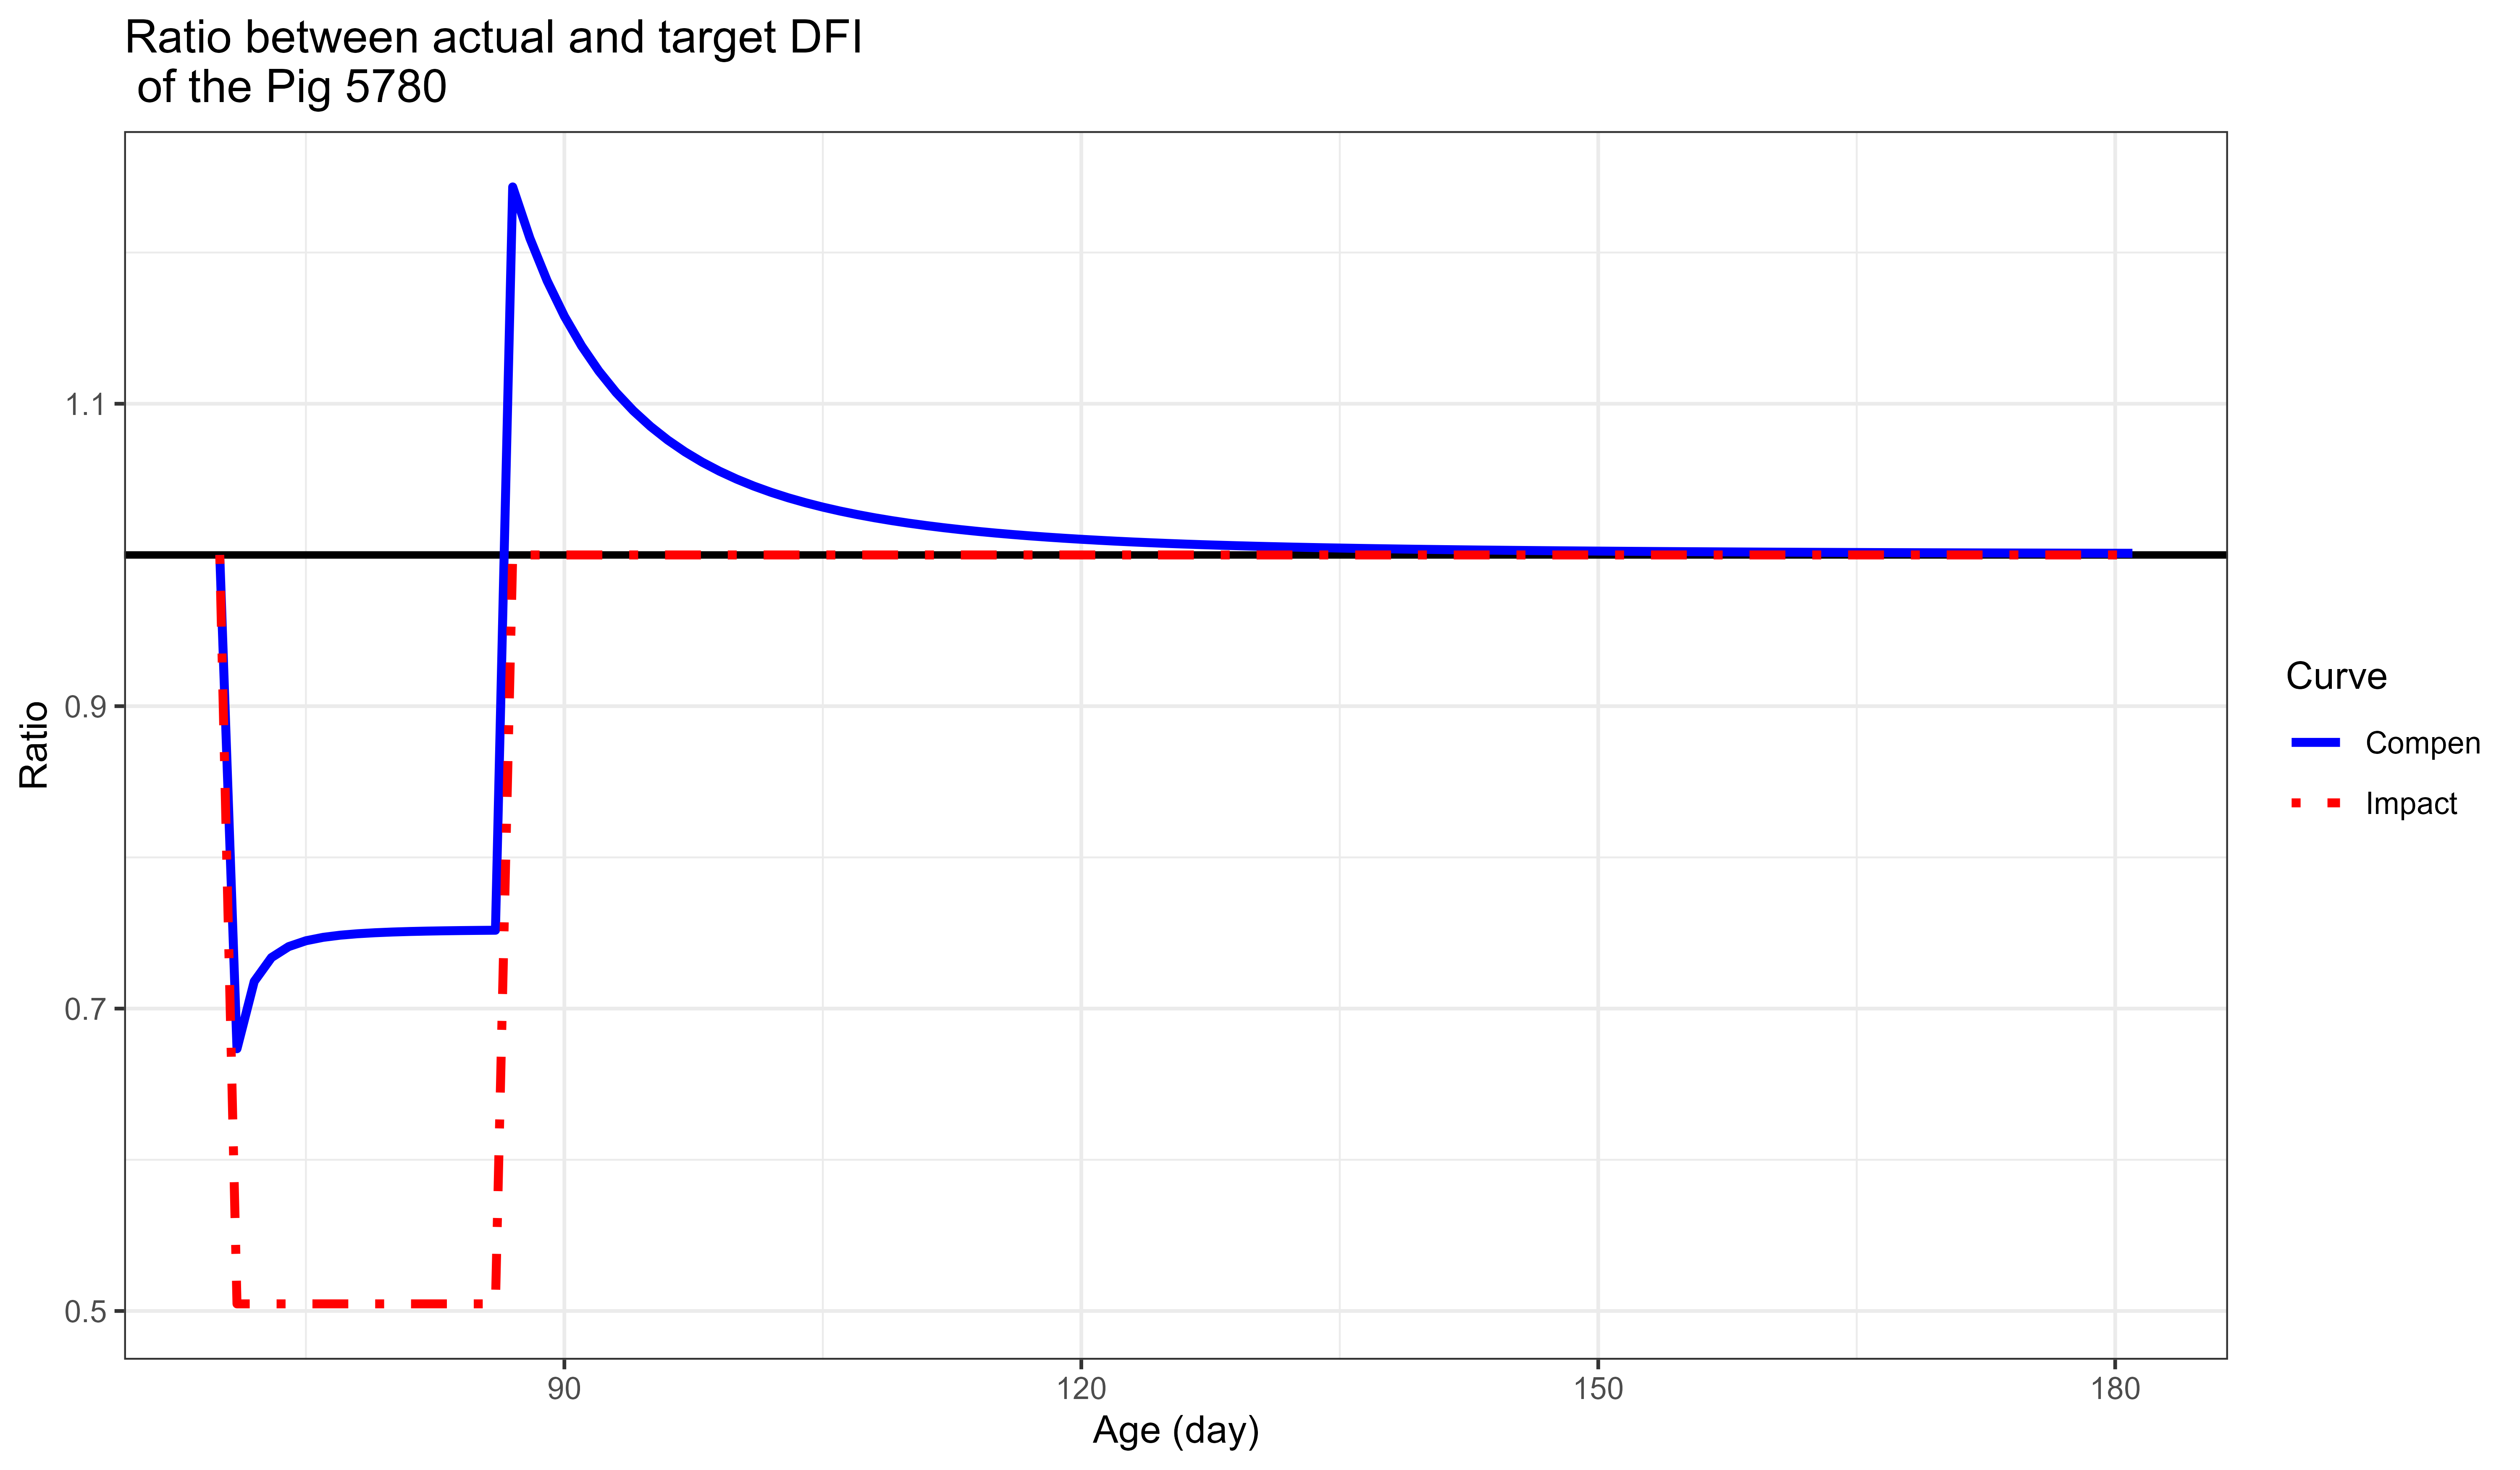 Ratio between actual and target DFI
of the Pig 5780
1.1
0.9
0.7
0.5
Ratio
90 120 150 180
Age (day)
Curve
Compen
Impact